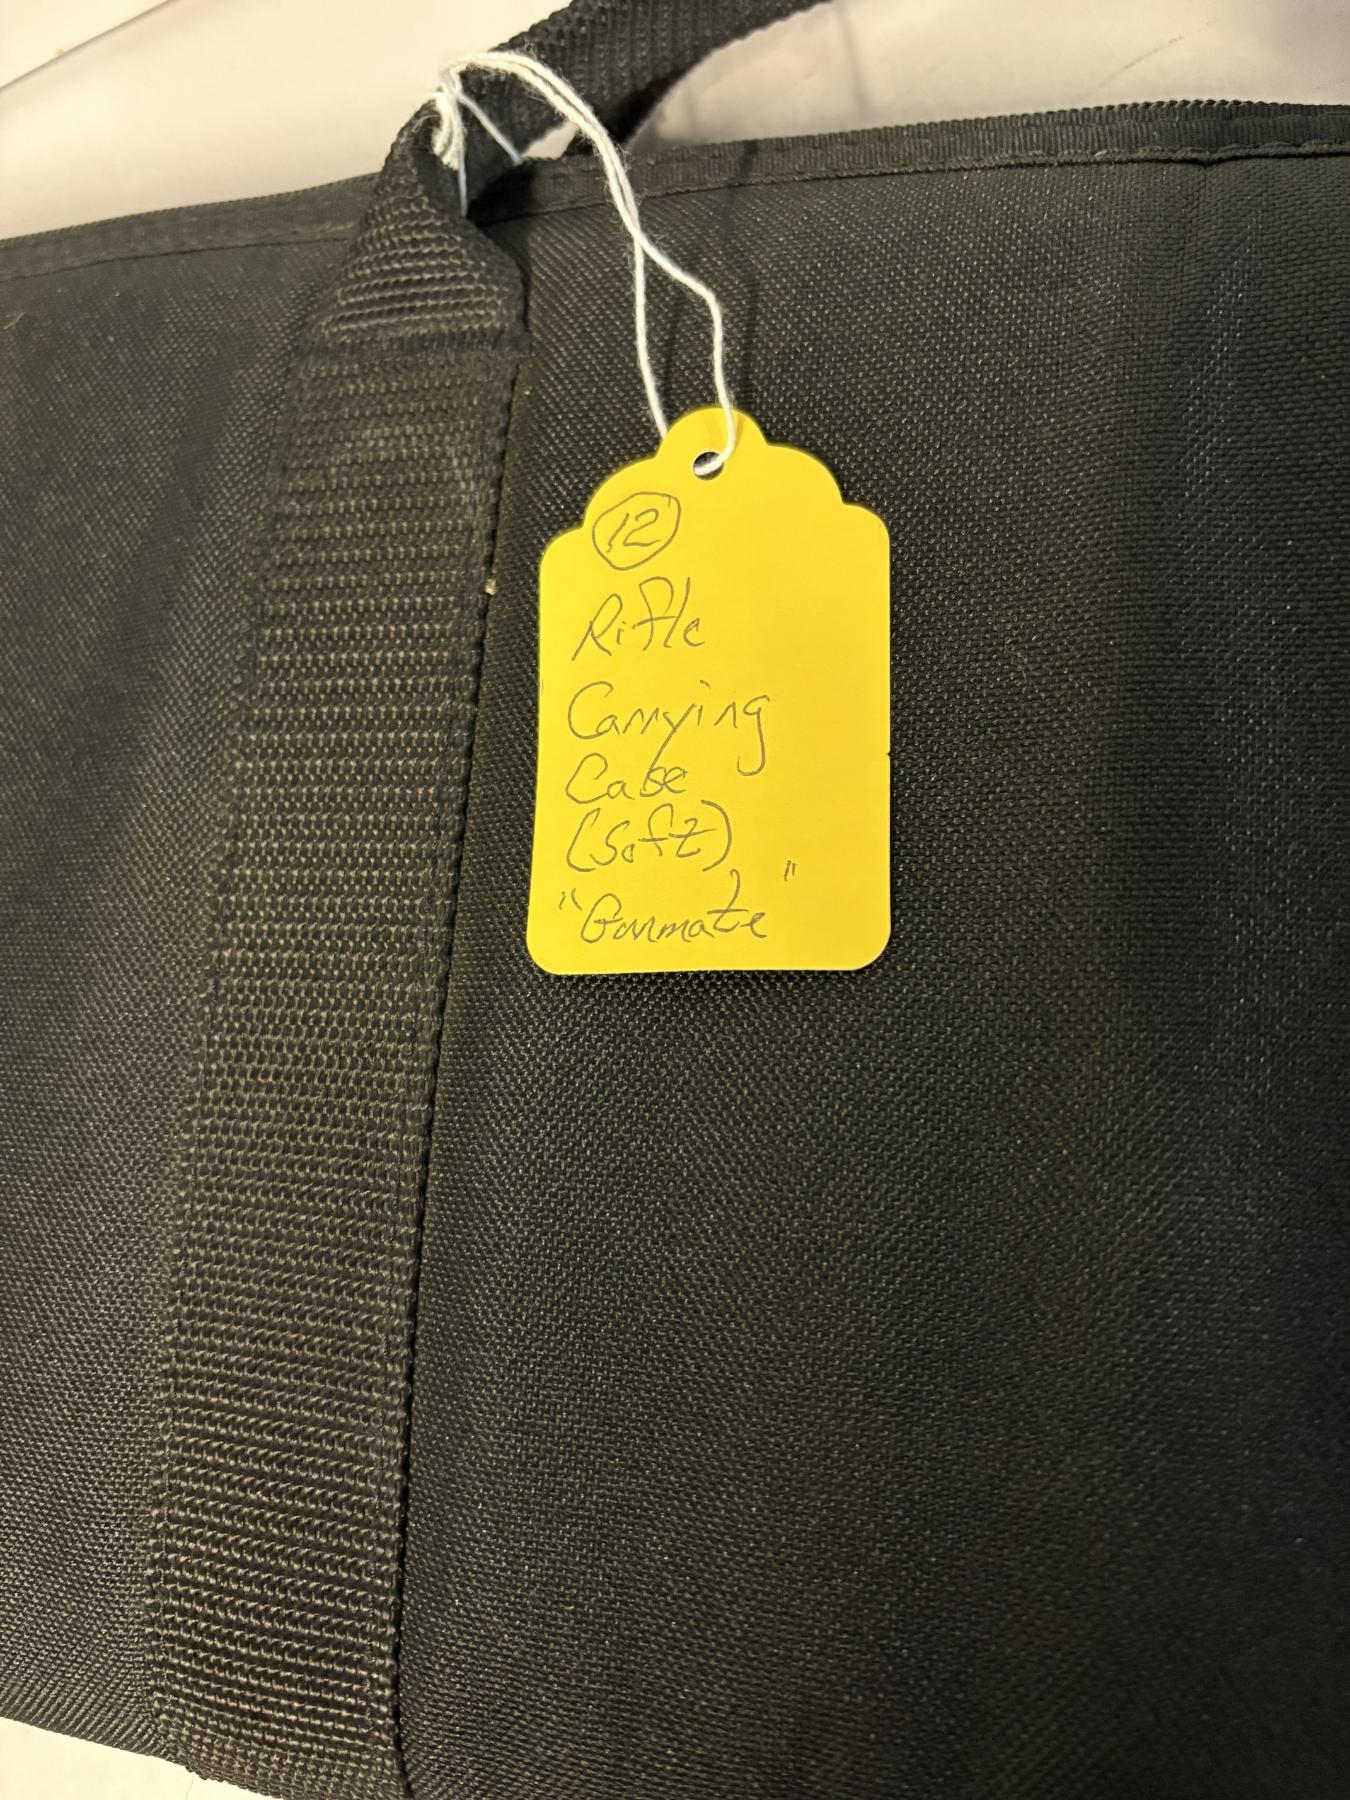 12
Rifle
Carrying
Case
(Soft)
"Gunmate"